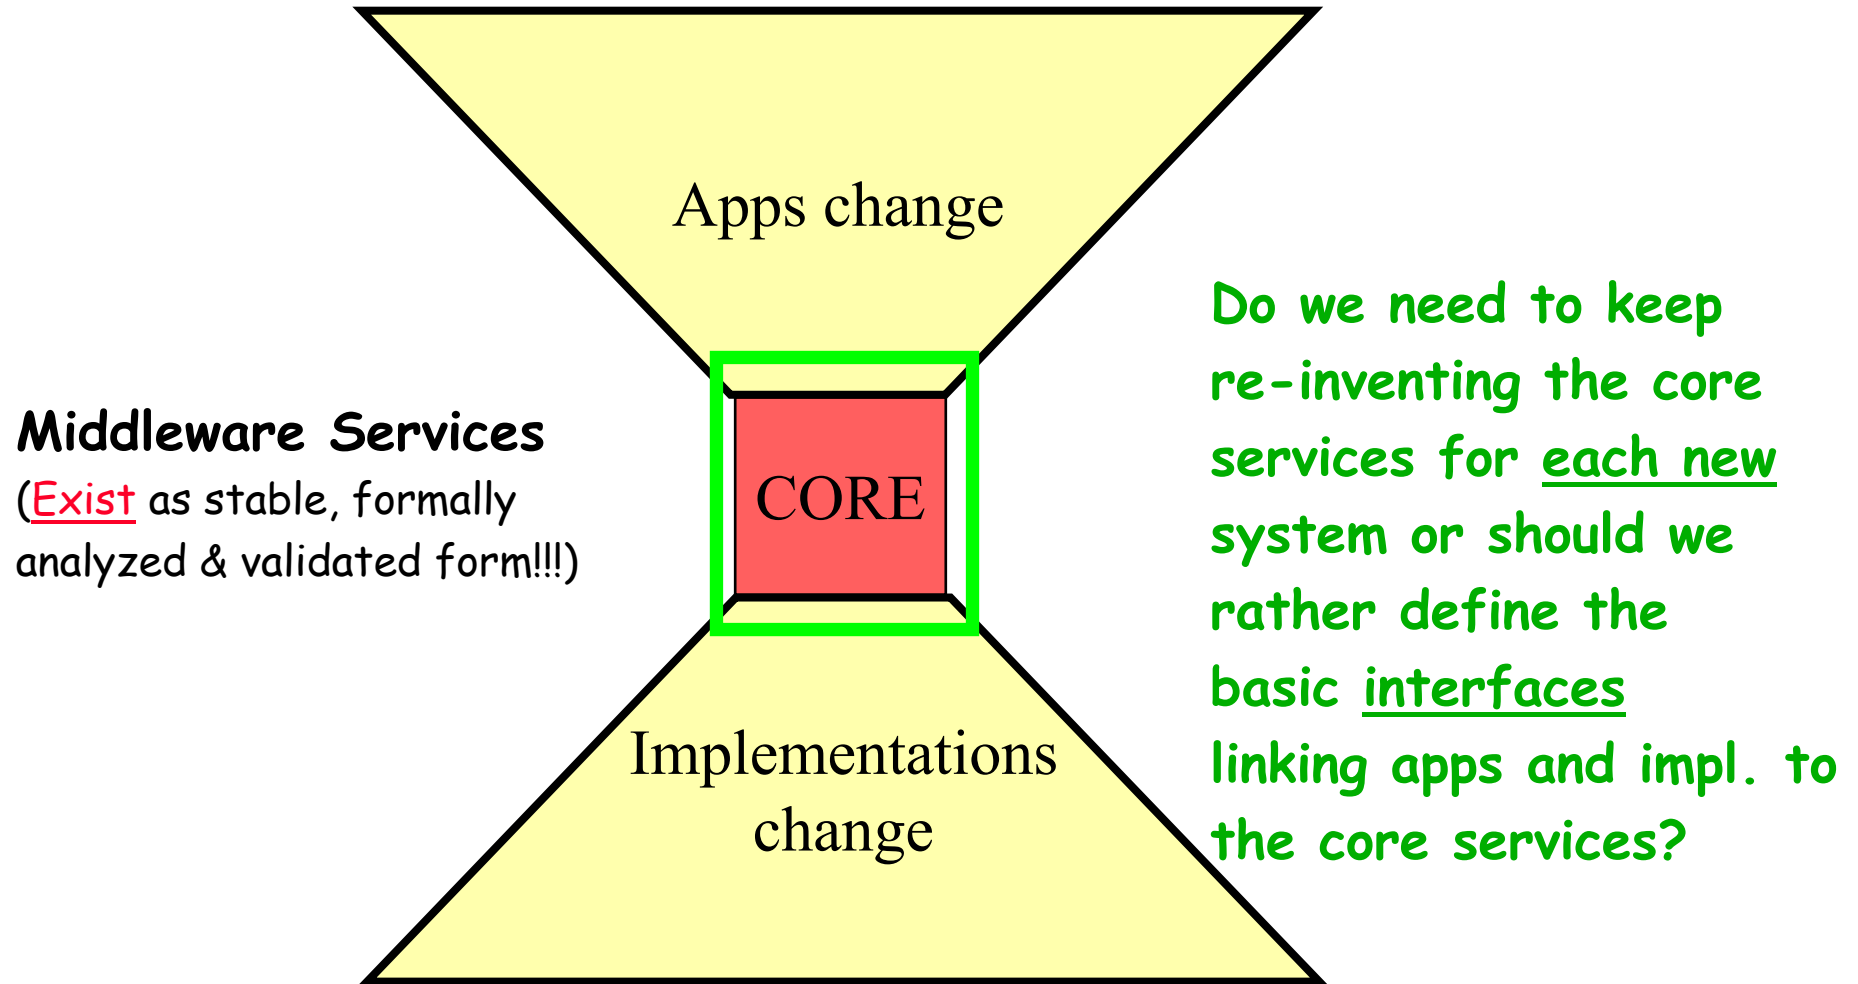 Apps change
Middleware Services
(Exist as stable, formally
analyzed & validated form!!!)
CORE
Implementations
change
Do we need to keep
re-inventing the core
services for each new
system or should we
rather define the
basic interfaces
linking apps and impl. to
the core services?